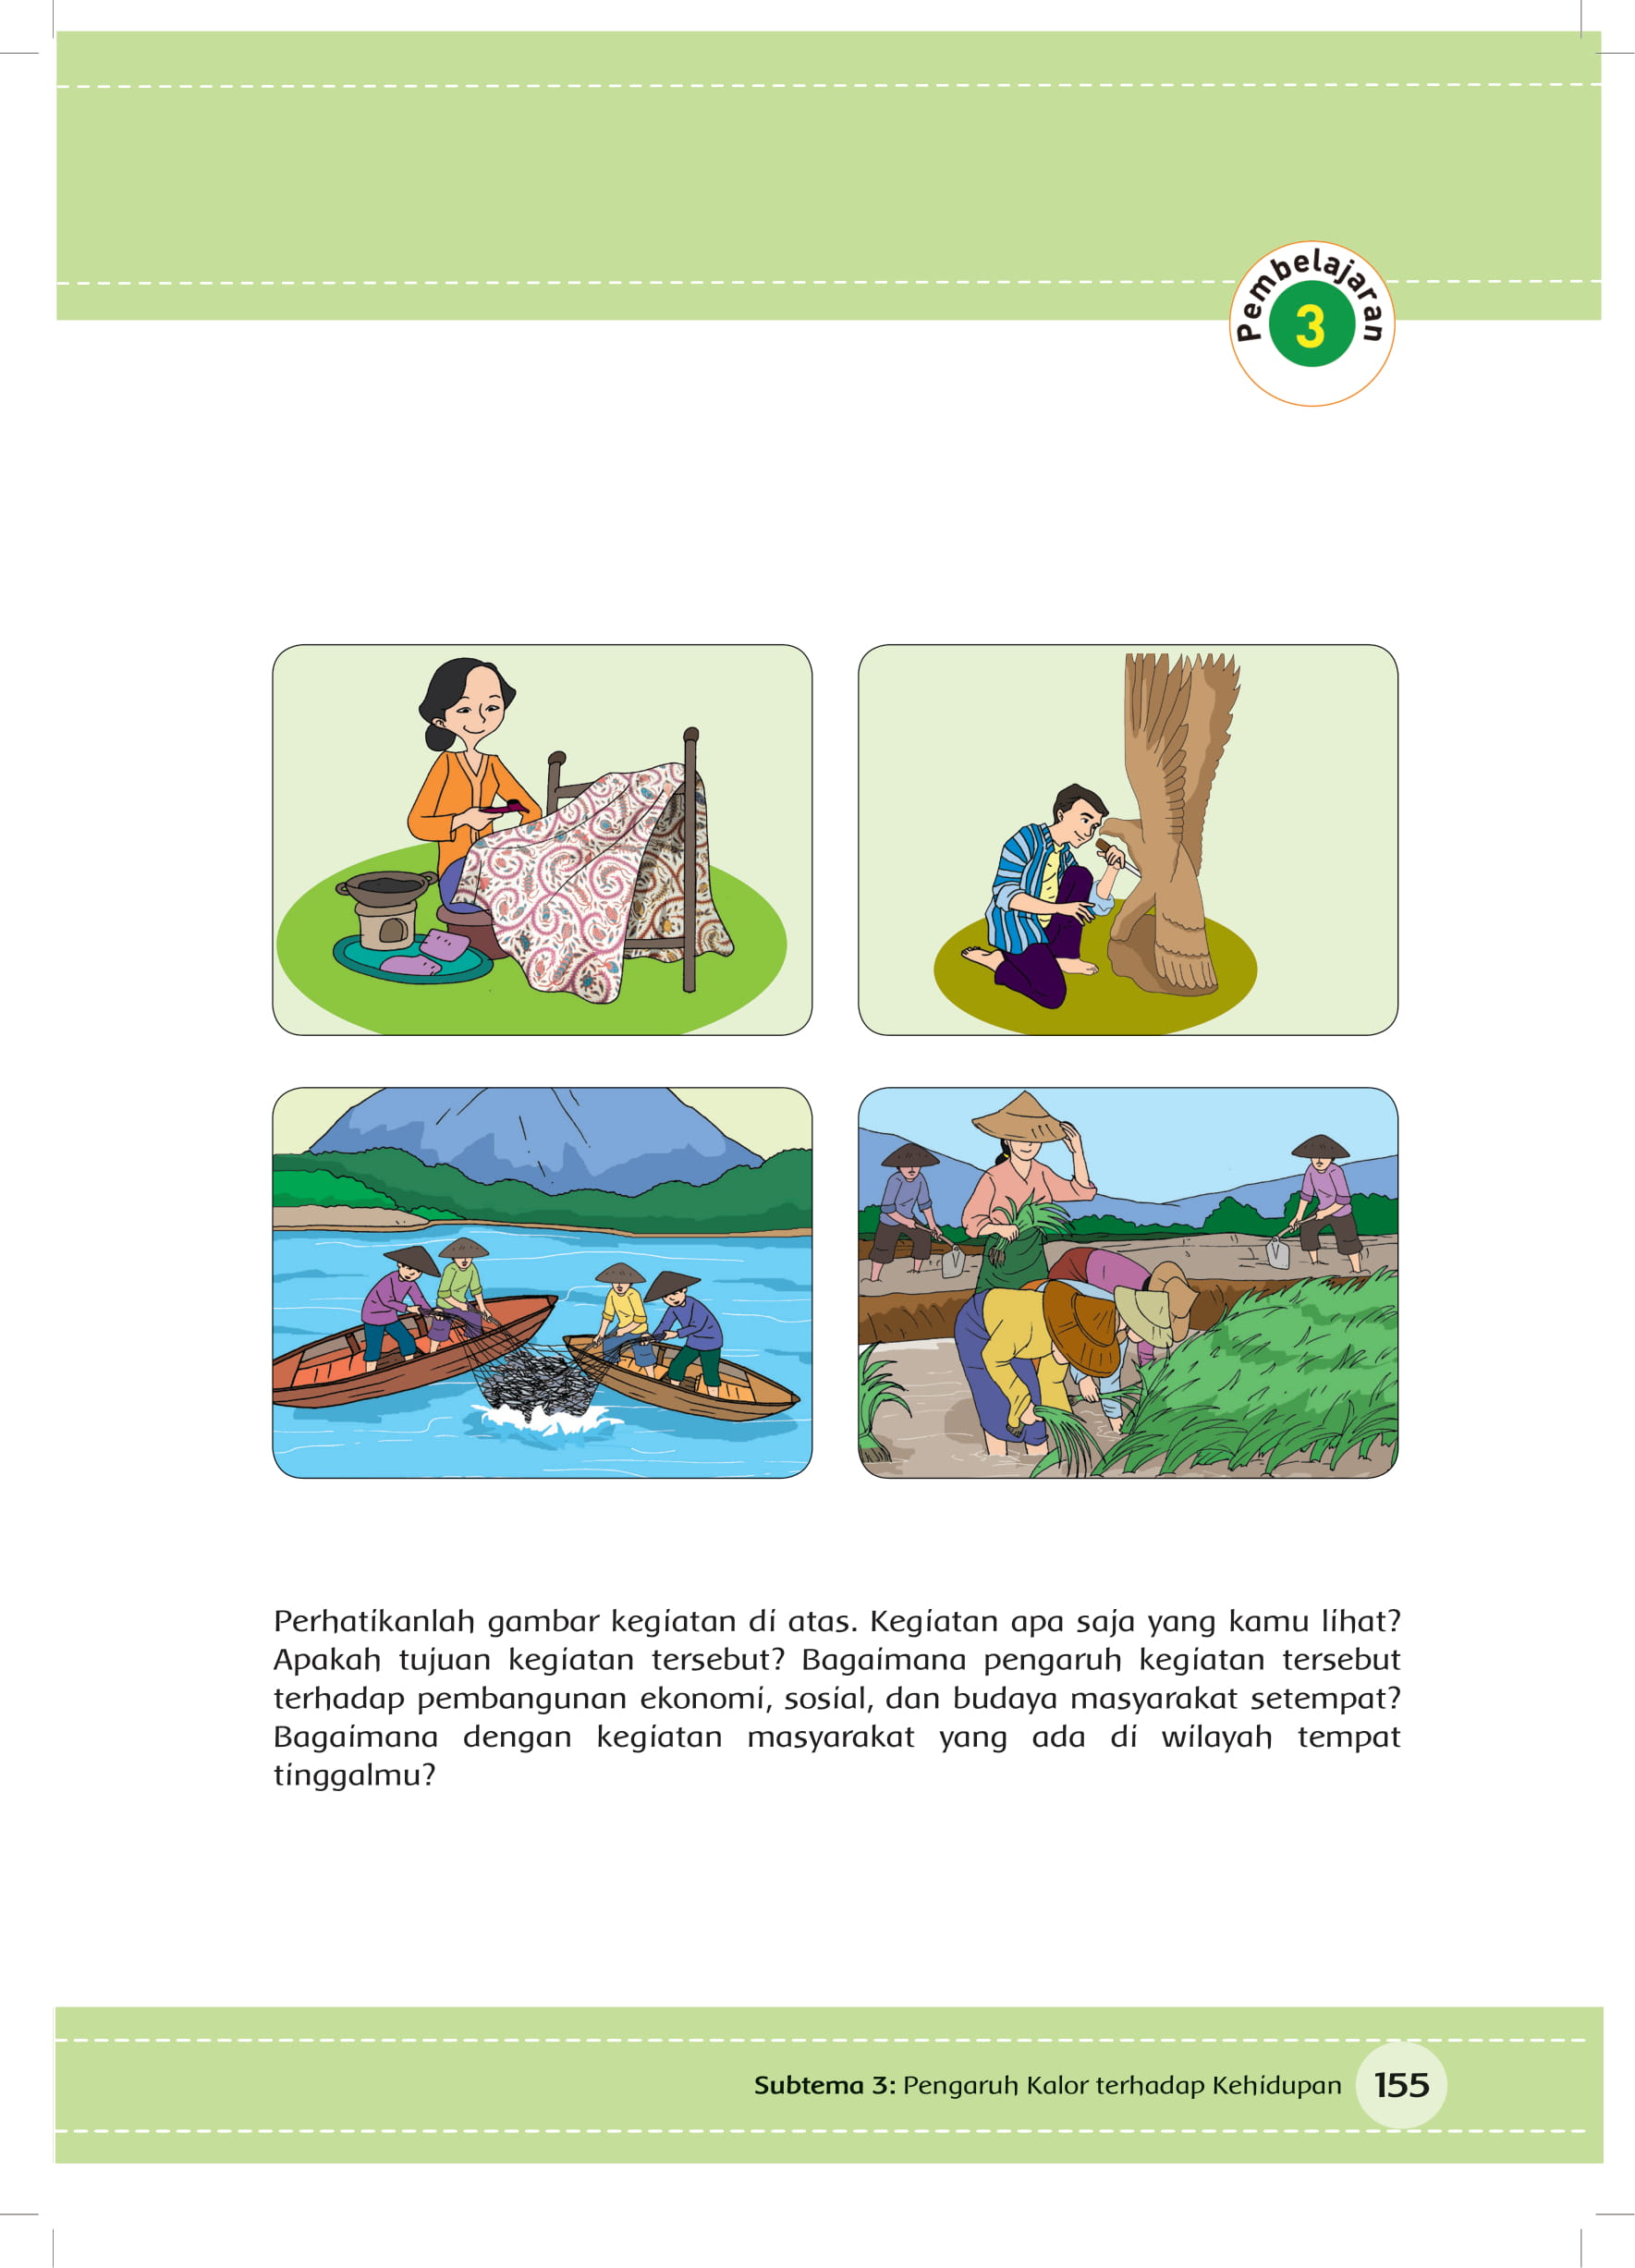 Pembelajaran
3
Perhatikanlah gambar kegiatan di atas. Kegiatan apa saja yang kamu lihat?
Apakah tujuan kegiatan tersebut? Bagaimana pengaruh kegiatan tersebut
terhadap pembangunan ekonomi, sosial, dan budaya masyarakat setempat?
Bagaimana dengan kegiatan masyarakat yang ada di wilayah tempat
tinggalmu?
Subtema 3: Pengaruh Kalor terhadap Kehidupan 155